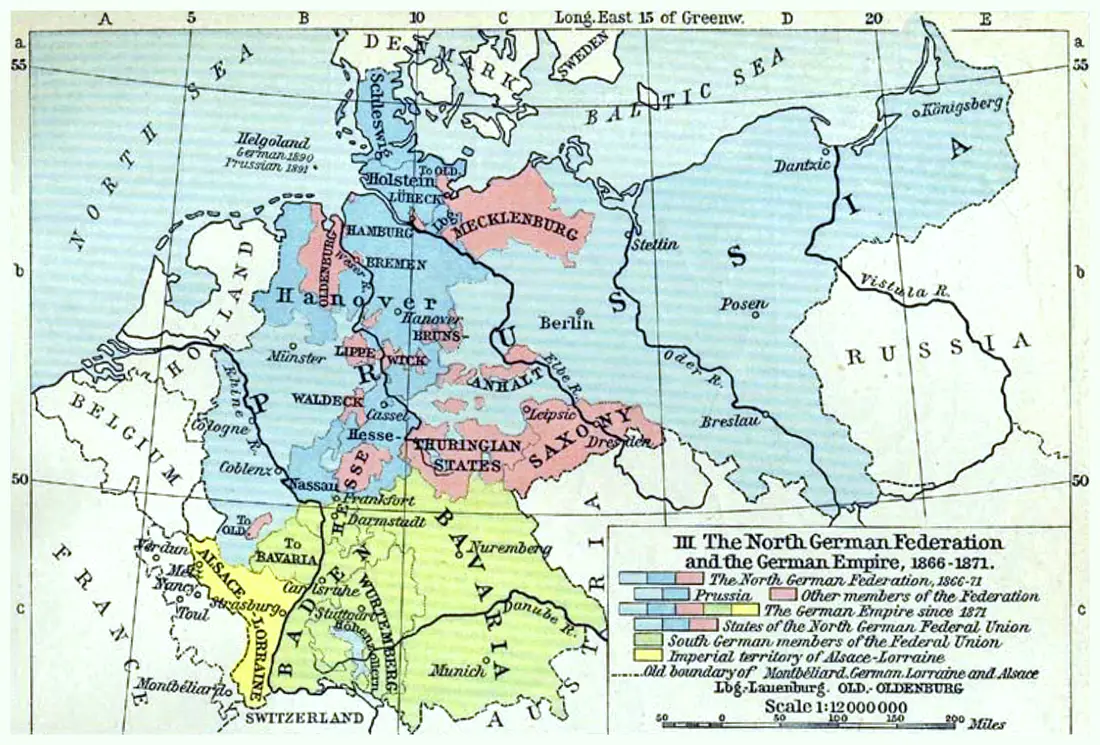 A 5 B 10 C Long. East 15 of Greenw. D 20 E
a
55
a
55
b
b
50
50
c
c
DENMARK
SWEDEN
NORTH SEA
BALTIC SEA
Schleswig
Helgoland
German 1890
Prussian 1891
Holstein
To OLD.
LÜBECK
Lbg.
MECKLENBURG
HAMBURG
OLDENBURG
Weser R.
BREMEN
Hanover
Hanover
BRUNS-
WICK
LIPPE
Münster
HOLLAND
BELGIUM
Rhine R.
Cologne
Coblenz
WALDECK
Cassel
Hesse-
Nassau
HESSE
Frankfort
Darmstadt
THURINGIAN
STATES
ANHALT
Elbe R.
Leipsic
SAXONY
Dresden
Berlin
Stettin
Posen
Oder R.
Breslau
Dantzic
Königsberg
PRUSSIA
Vistula R.
RUSSIA
To
OLD.
To
BAVARIA
FRANCE
Verdun
Metz
Nancy
Toul
ALSACE
LORRAINE
Strasburg
Montbéliard
Carlsruhe
Stuttgart
Hohenzollern
BADEN
WURTEMBERG
BAVARIA
Nuremberg
Danube R.
Munich
SWITZERLAND
AUSTRIA
III The North German Federation
and the German Empire, 1866-1871.
The North German Federation, 1866-71
Prussia Other members of the Federation
The German Empire since 1871
States of the North German Federal Union
South German members of the Federal Union
Imperial territory of Alsace-Lorraine
Old boundary of Montbéliard, German Lorraine and Alsace
Lbg.-Lauenburg. OLD.-OLDENBURG
Scale 1:12 000 000
50 0 50 100 150 200 Miles